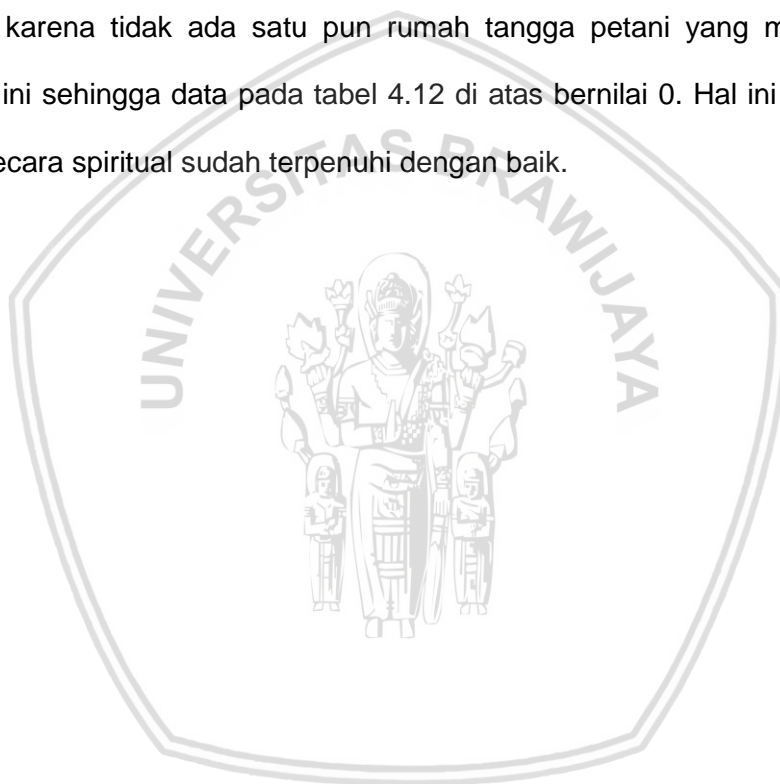 karena tidak ada satu pun rumah tangga petani yang
ini sehingga data pada tabel 4.12 di atas bernilai 0. Hal ini
secara spiritual sudah terpenuhi dengan baik.
UNIVERSITAS BRAWIJAYA